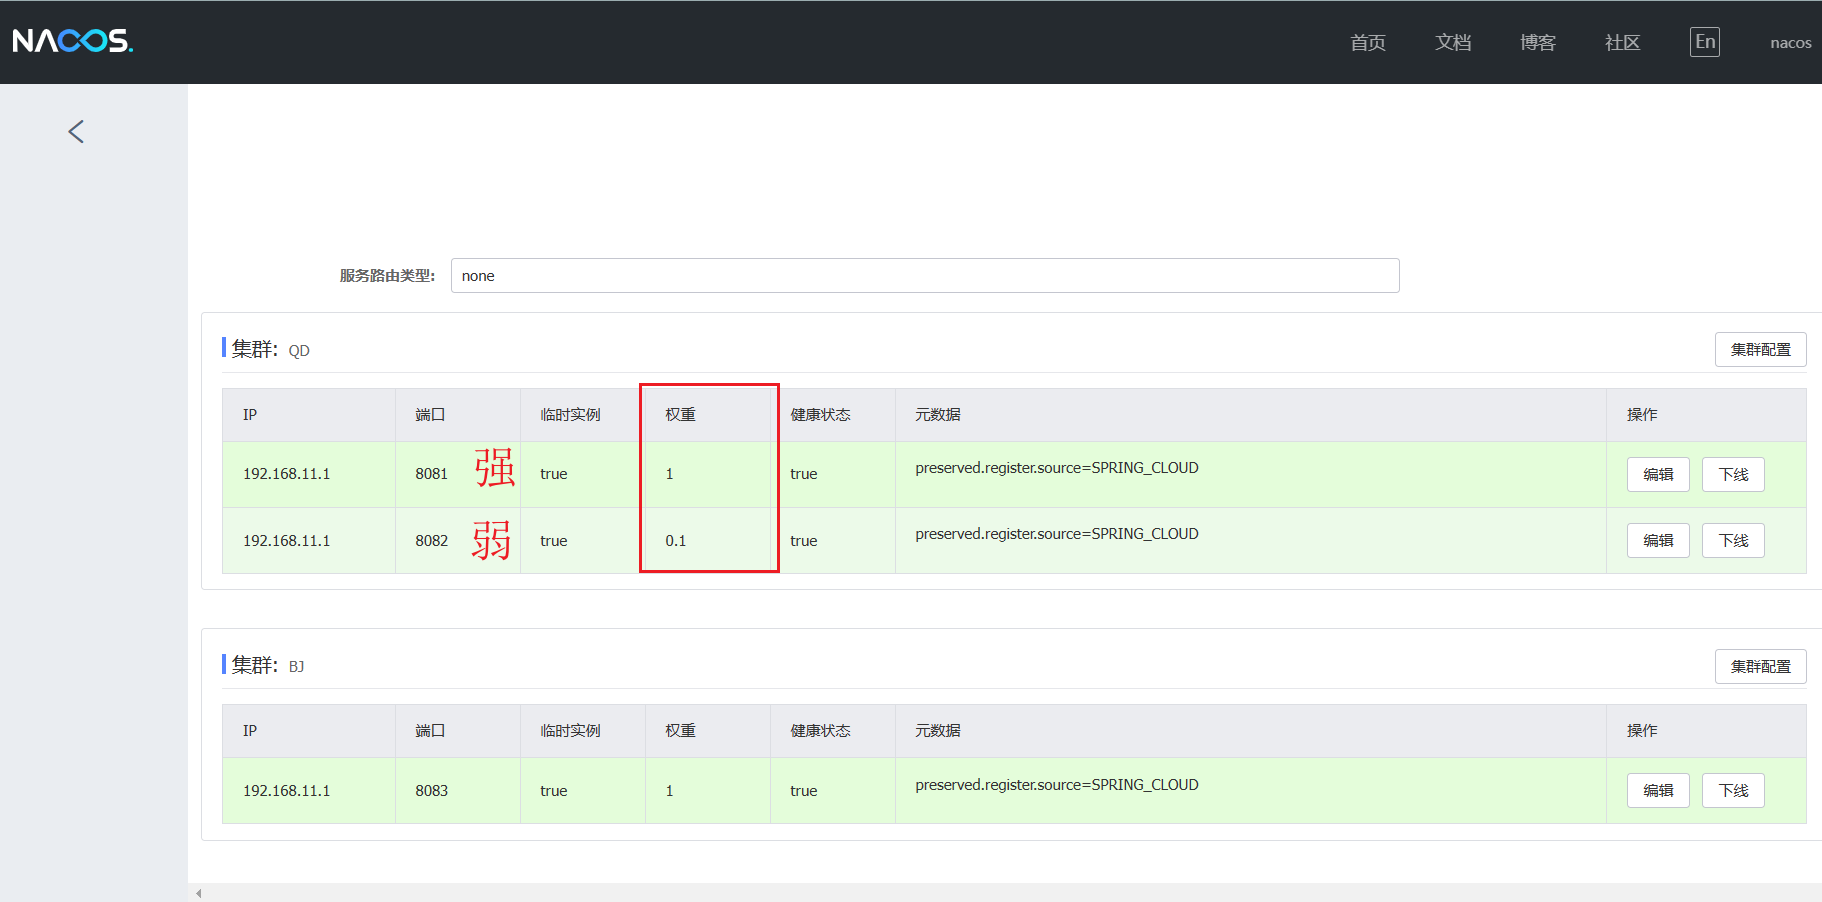 NACOS. 首页 文档 博客 社区 En nacos
服务路由类型: none
集群: QD 集群配置
IP 端口 临时实例 权重 健康状态 元数据 操作
192.168.11.1 8081 强 true 1 true preserved.register.source=SPRING_CLOUD 编辑 下线
192.168.11.1 8082 弱 true 0.1 true preserved.register.source=SPRING_CLOUD 编辑 下线
集群: BJ 集群配置
IP 端口 临时实例 权重 健康状态 元数据 操作
192.168.11.1 8083 true 1 true preserved.register.source=SPRING_CLOUD 编辑 下线